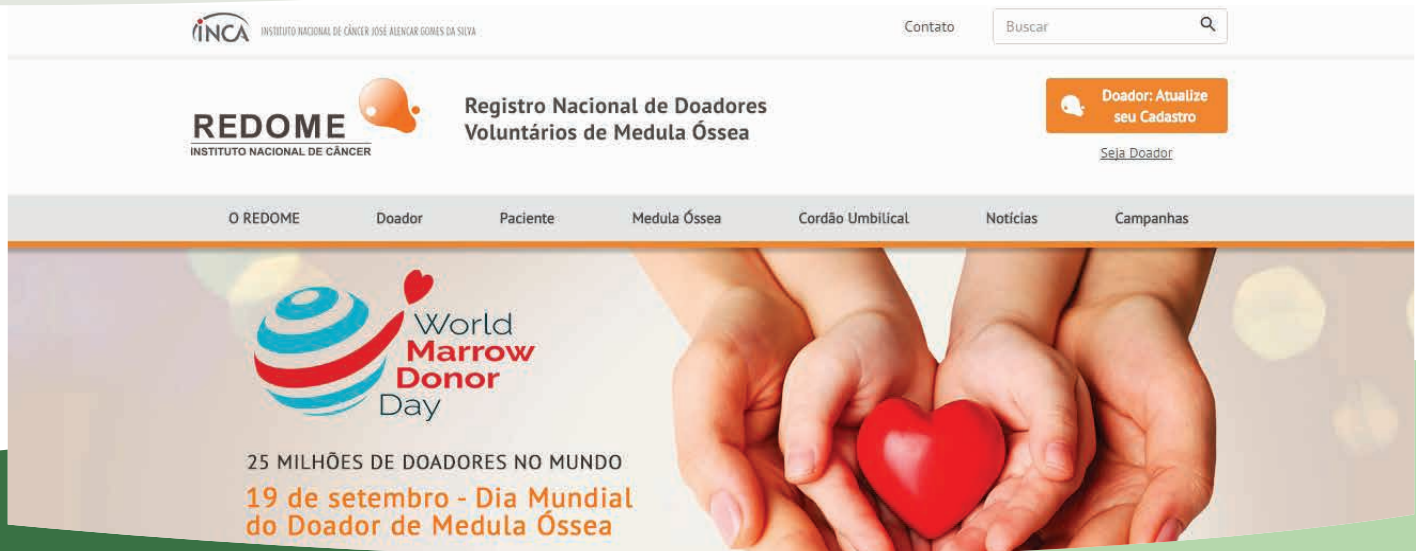 INCA
INSTITUTO NACIONAL DE CÂNCER JOSÉ ALENCAR GOMES DA SILVA
Contato
Buscar
REDOME
INSTITUTO NACIONAL DE CÂNCER
Registro Nacional de Doadores
Voluntários de Medula Óssea
Doador: Atualize
seu Cadastro
Seja Doador
O REDOME
Doador
Paciente
Medula Óssea
Cordão Umbilical
Notícias
Campanhas
World
Marrow
Donor
Day
25 MILHÕES DE DOADORES NO MUNDO
19 de setembro - Dia Mundial
do Doador de Medula Óssea